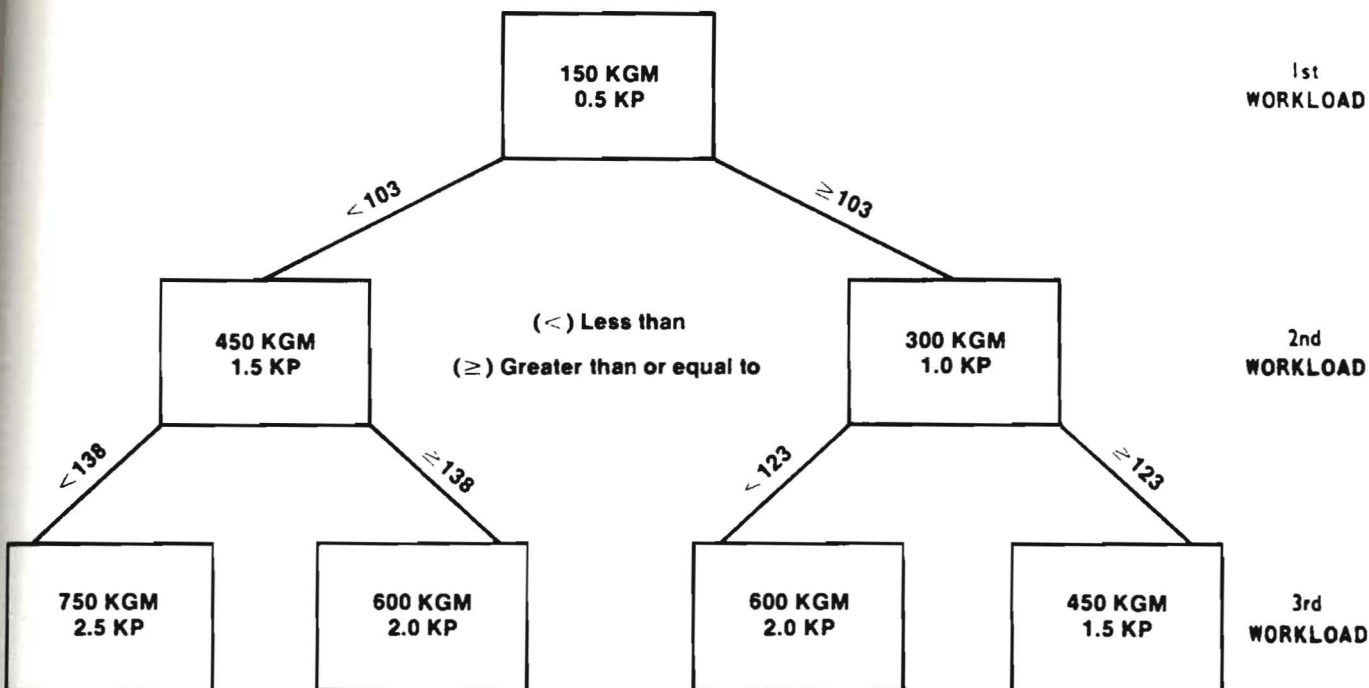 150 KGM
0.5 KP
1st
WORKLOAD
< 103
≥ 103
450 KGM
1.5 KP
(<) Less than
(≥) Greater than or equal to
300 KGM
1.0 KP
2nd
WORKLOAD
< 138
≥ 138
< 123
≥ 123
750 KGM
2.5 KP
600 KGM
2.0 KP
600 KGM
2.0 KP
450 KGM
1.5 KP
3rd
WORKLOAD